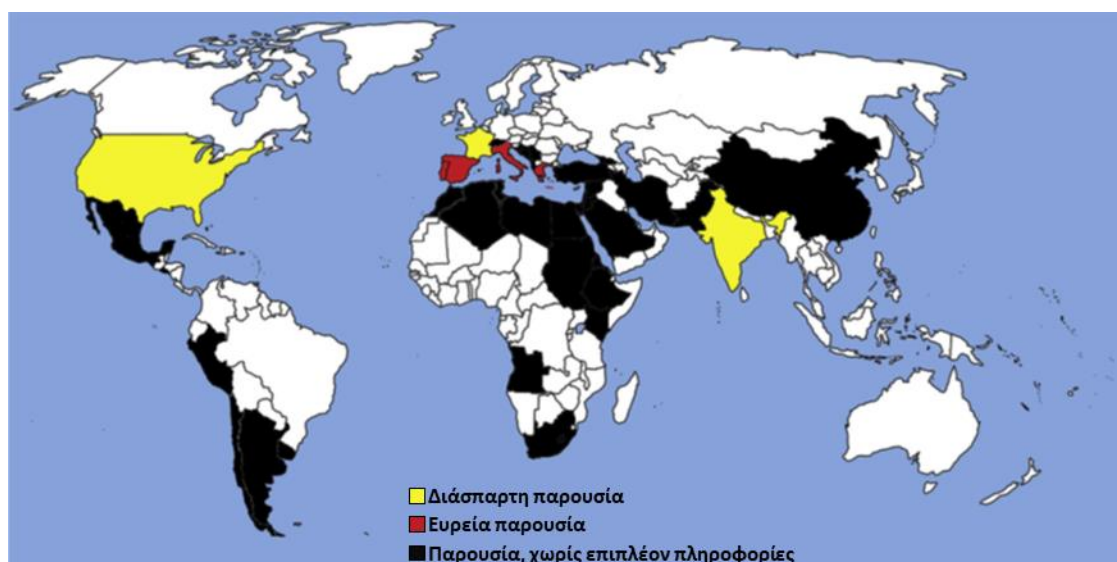 Διάσπαρτη παρουσία
Ευρεία παρουσία
Παρουσία, χωρίς επιπλέον πληροφορίες